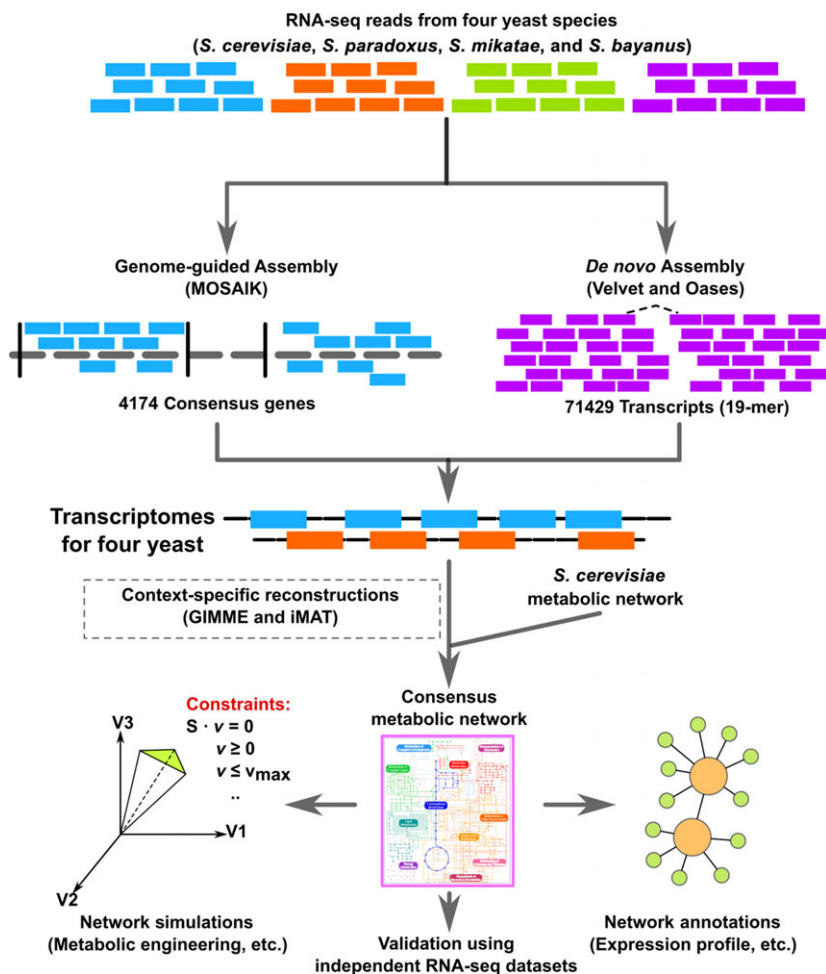 RNA-seq reads from four yeast species
(S. cerevisiae, S. paradoxus, S. mikatae, and S. bayanus)
Genome-guided Assembly
(MOSAIK)
De novo Assembly
(Velvet and Oases)
4174 Consensus genes
71429 Transcripts (19-mer)
Transcriptomes
for four yeast
Context-specific reconstructions
(GIMME and iMAT)
S. cerevisiae
metabolic network
Consensus
metabolic network
Constraints:
S · v = 0
v ≥ 0
v ≤ vmax
..
V3
V1
V2
Network simulations
(Metabolic engineering, etc.)
Validation using
independent RNA-seq datasets
Network annotations
(Expression profile, etc.)